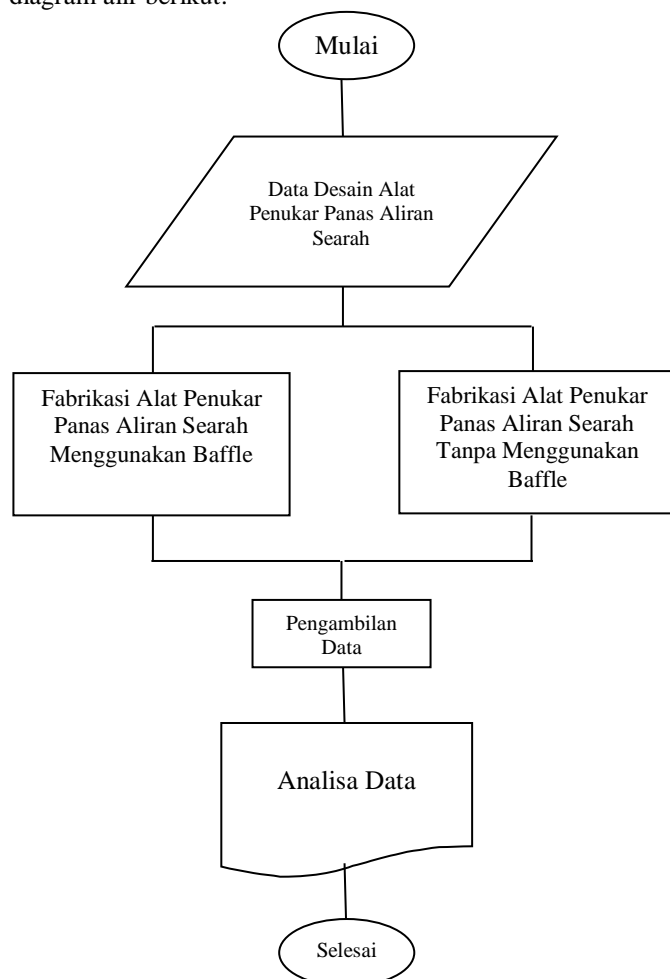 diagram alir berikut:
Mulai
Data Desain Alat
Penukar Panas Aliran
Searah
Fabrikasi Alat Penukar
Panas Aliran Searah
Menggunakan Baffle
Fabrikasi Alat Penukar
Panas Aliran Searah
Tanpa Menggunakan
Baffle
Pengambilan
Data
Analisa Data
Selesai